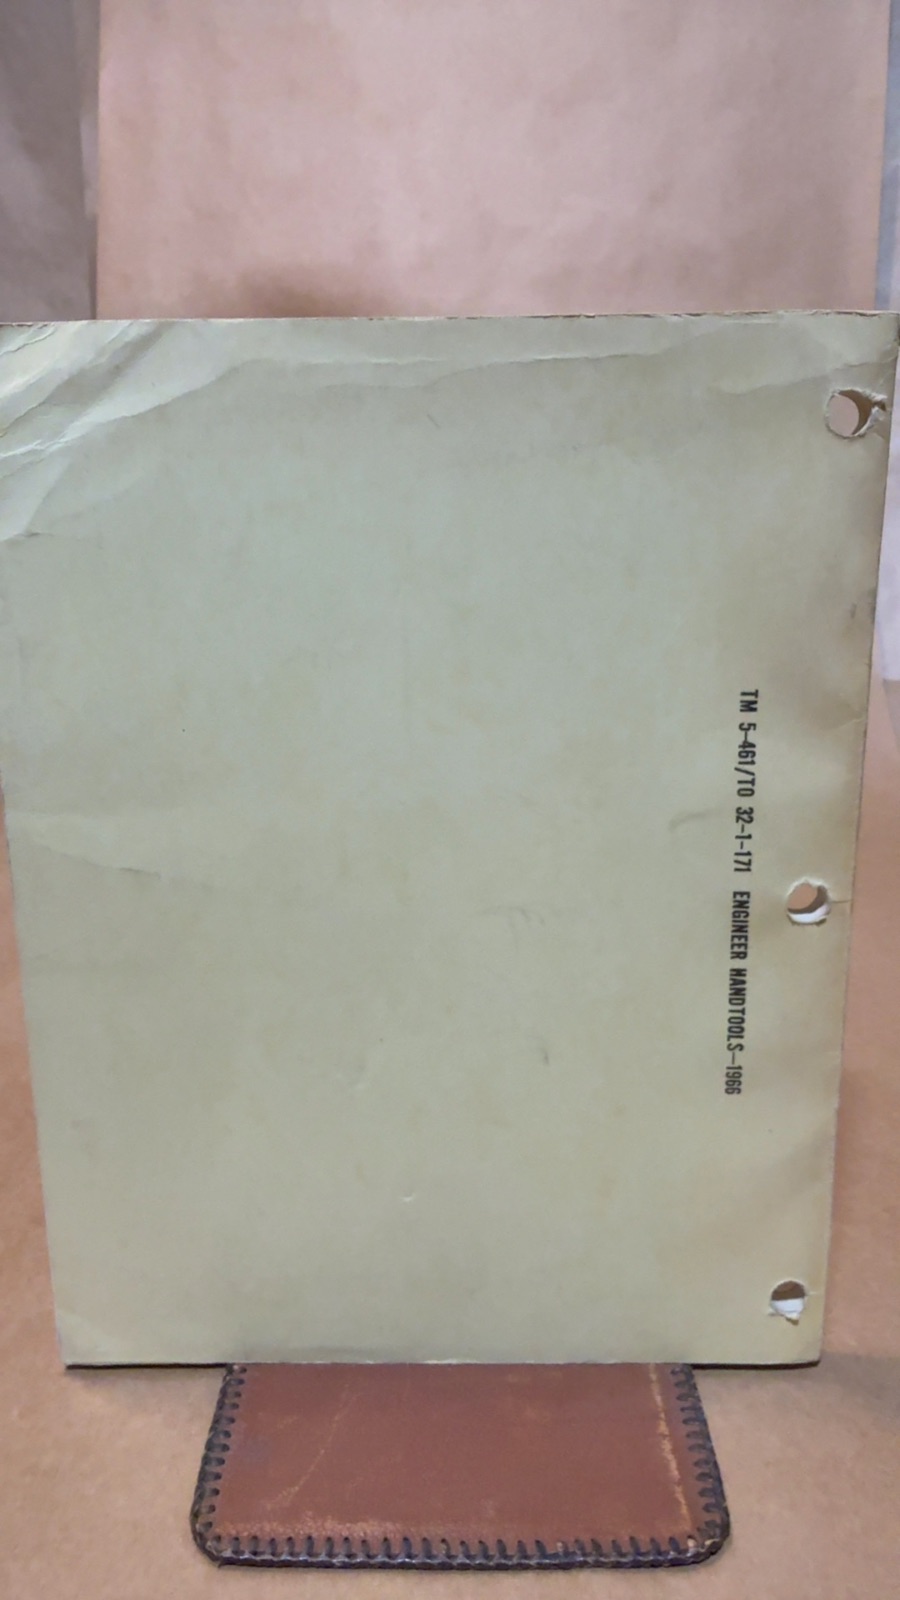 TM 5-461/TO 32-1-171 ENGINEER HANDTOOLS—1966